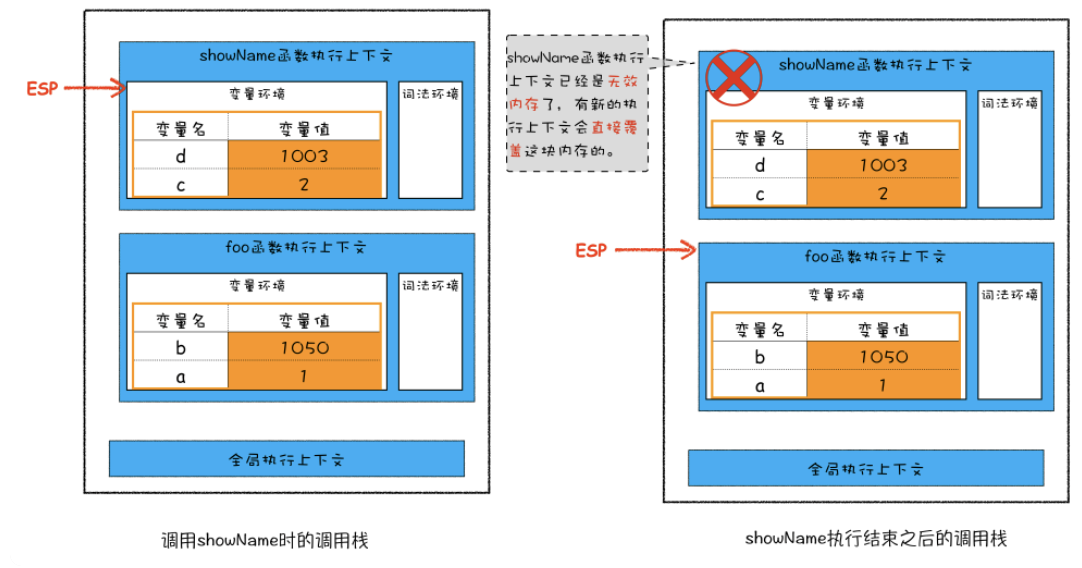 showName函数执行上下文
ESP
变量环境
词法环境
变量名 变量值
d 1003
c 2
foo函数执行上下文
变量环境
词法环境
变量名 变量值
b 1050
a 1
全局执行上下文
调用showName时的调用栈
showName函数执行
上下文已经是无效
内存了，有新的执
行上下文会直接覆
盖这块内存的。
showName函数执行上下文
变量环境
词法环境
变量名 变量值
d 1003
c 2
ESP
foo函数执行上下文
变量环境
词法环境
变量名 变量值
b 1050
a 1
全局执行上下文
showName执行结束之后的调用栈